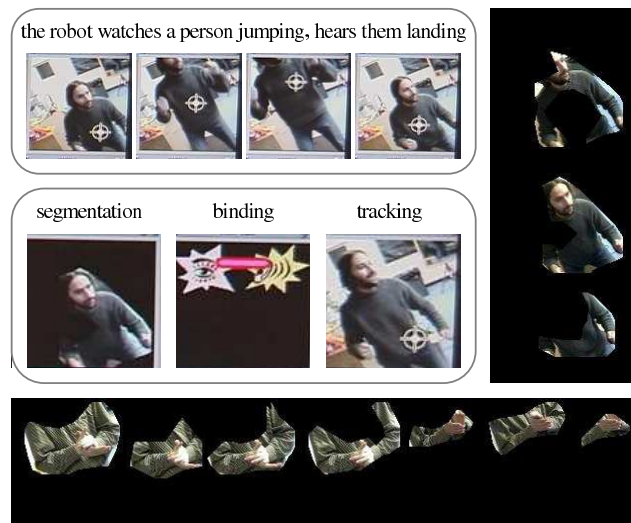 the robot watches a person jumping, hears them landing
segmentation binding tracking